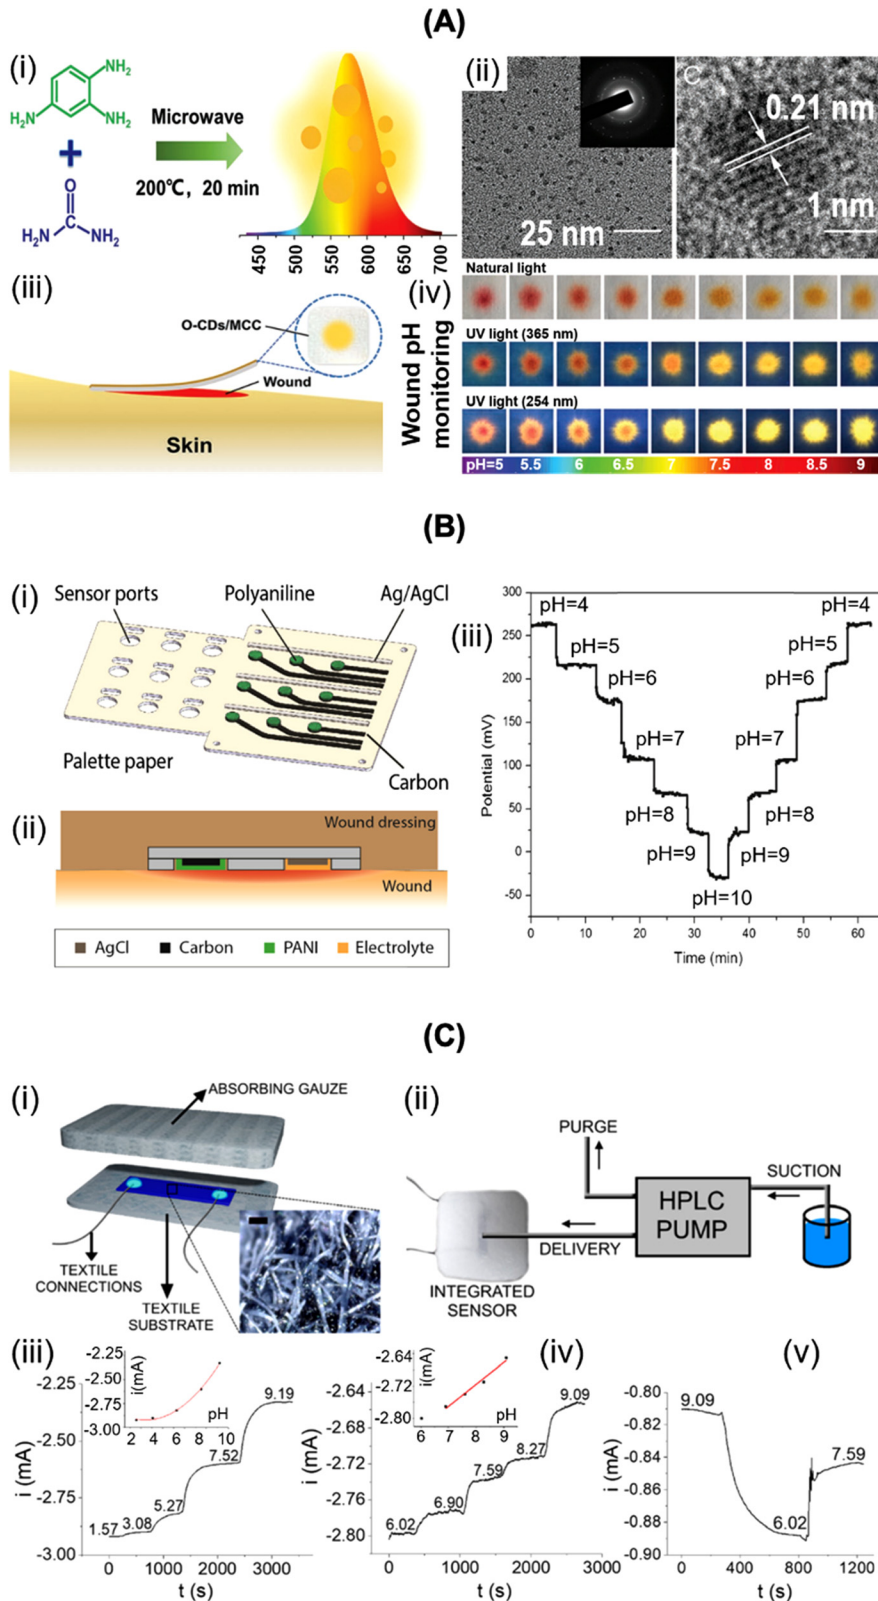 (A)
(i)
NH₂
H₂N
NH₂
+
O
C
H₂N
NH₂
Microwave
200℃, 20 min
450 500 550 600 650 700
(ii)
25 nm
C
0.21 nm
1 nm
(iii)
O-CDs/MCC
Wound
Skin
(iv)
Wound pH
monitoring
Natural light
UV light (365 nm)
UV light (254 nm)
pH=5 5.5 6 6.5 7 7.5 8 8.5 9
(B)
(i)
Sensor ports
Polyaniline
Ag/AgCl
Palette paper
Carbon
(ii)
Wound dressing
Wound
AgCl Carbon PANI Electrolyte
(iii)
Potential (mV)
300
250
200
150
100
50
0
-50
pH=4
pH=5
pH=6
pH=7
pH=8
pH=9
pH=10
pH=9
pH=8
pH=7
pH=6
pH=5
pH=4
0 10 20 30 40 50 60
Time (min)
(C)
(i)
ABSORBING GAUZE
TEXTILE
CONNECTIONS
TEXTILE
SUBSTRATE
(ii)
PURGE
SUCTION
HPLC
PUMP
DELIVERY
INTEGRATED
SENSOR
(iii)
i (mA)
-2.25
-2.50
-2.75
-3.00
i(mA)
-2.25
-2.50
-2.75
-3.00
pH
2 4 6 8 10
1.57
3.08
5.27
7.52
9.19
0 1000 2000 3000
t (s)
(iv)
i (mA)
-2.64
-2.68
-2.72
-2.76
-2.80
i(mA)
-2.64
-2.72
-2.80
pH
6 7 8 9
6.02
6.90
7.59
8.27
9.09
0 1000 2000 3000
t (s)
(v)
i (mA)
-0.80
-0.82
-0.84
-0.86
-0.88
-0.90
9.09
6.02
7.59
0 400 800 1200
t (s)